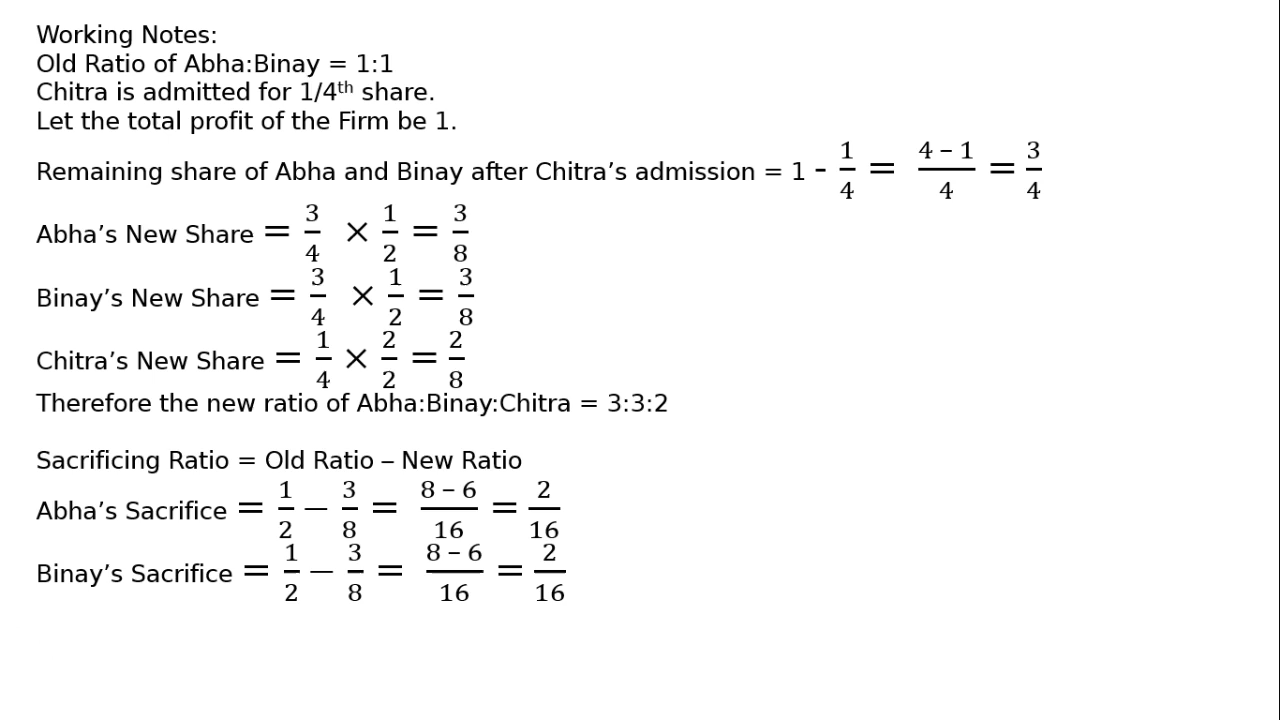 Working Notes:
Old Ratio of Abha:Binay = 1:1
Chitra is admitted for 1/4ᵗʰ share.
Let the total profit of the Firm be 1.
Remaining share of Abha and Binay after Chitra’s admission = 1 - 1/4 = (4 – 1)/4 = 3/4
Abha’s New Share = 3/4 × 1/2 = 3/8
Binay’s New Share = 3/4 × 1/2 = 3/8
Chitra’s New Share = 1/4 × 2/2 = 2/8
Therefore the new ratio of Abha:Binay:Chitra = 3:3:2
Sacrificing Ratio = Old Ratio – New Ratio
Abha’s Sacrifice = 1/2 − 3/8 = (8 – 6)/16 = 2/16
Binay’s Sacrifice = 1/2 − 3/8 = (8 – 6)/16 = 2/16